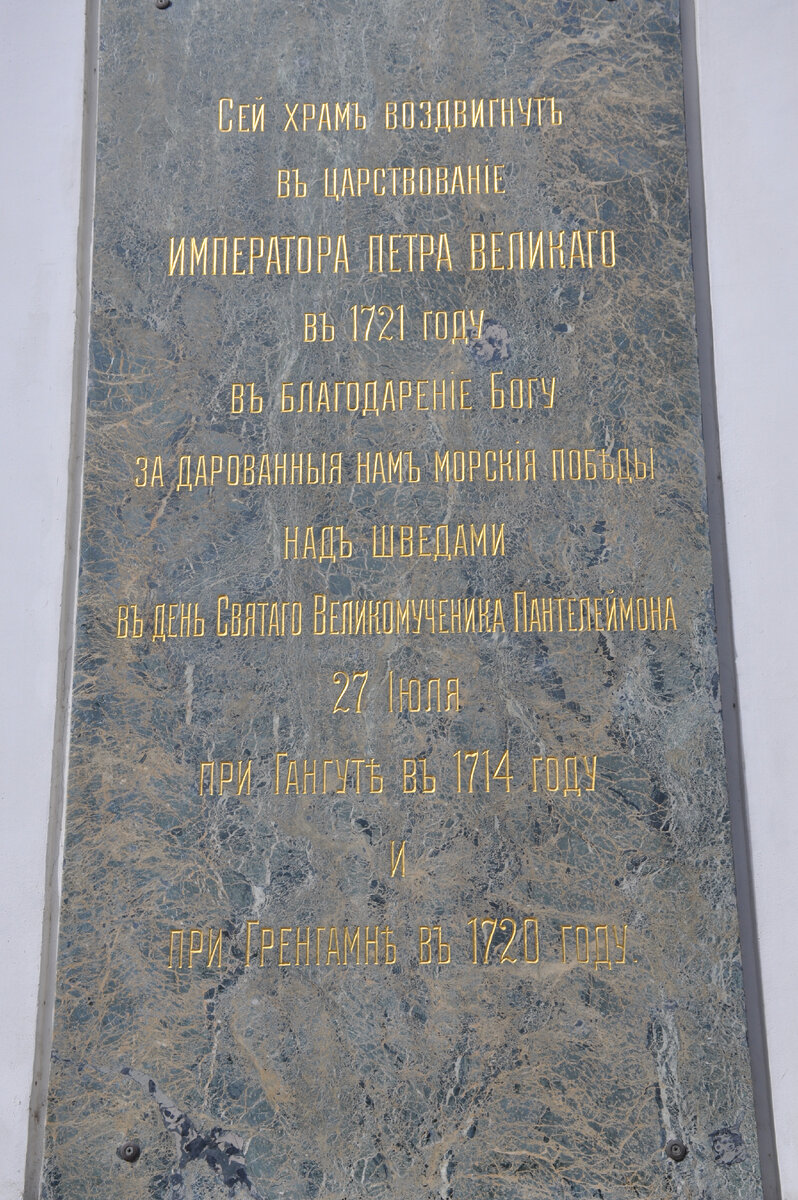 Сей храмъ воздвигнутъ
въ царствованіе
ИМПЕРАТОРА ПЕТРА ВЕЛИКАГО
въ 1721 году
въ благодареніе Богу
за дарованныя намъ морскія побѣды
надъ шведами
въ день Святаго Великомученика Пантелеймона
27 Іюля
при Гангутѣ въ 1714 году
и
при Гренгамнѣ въ 1720 году.